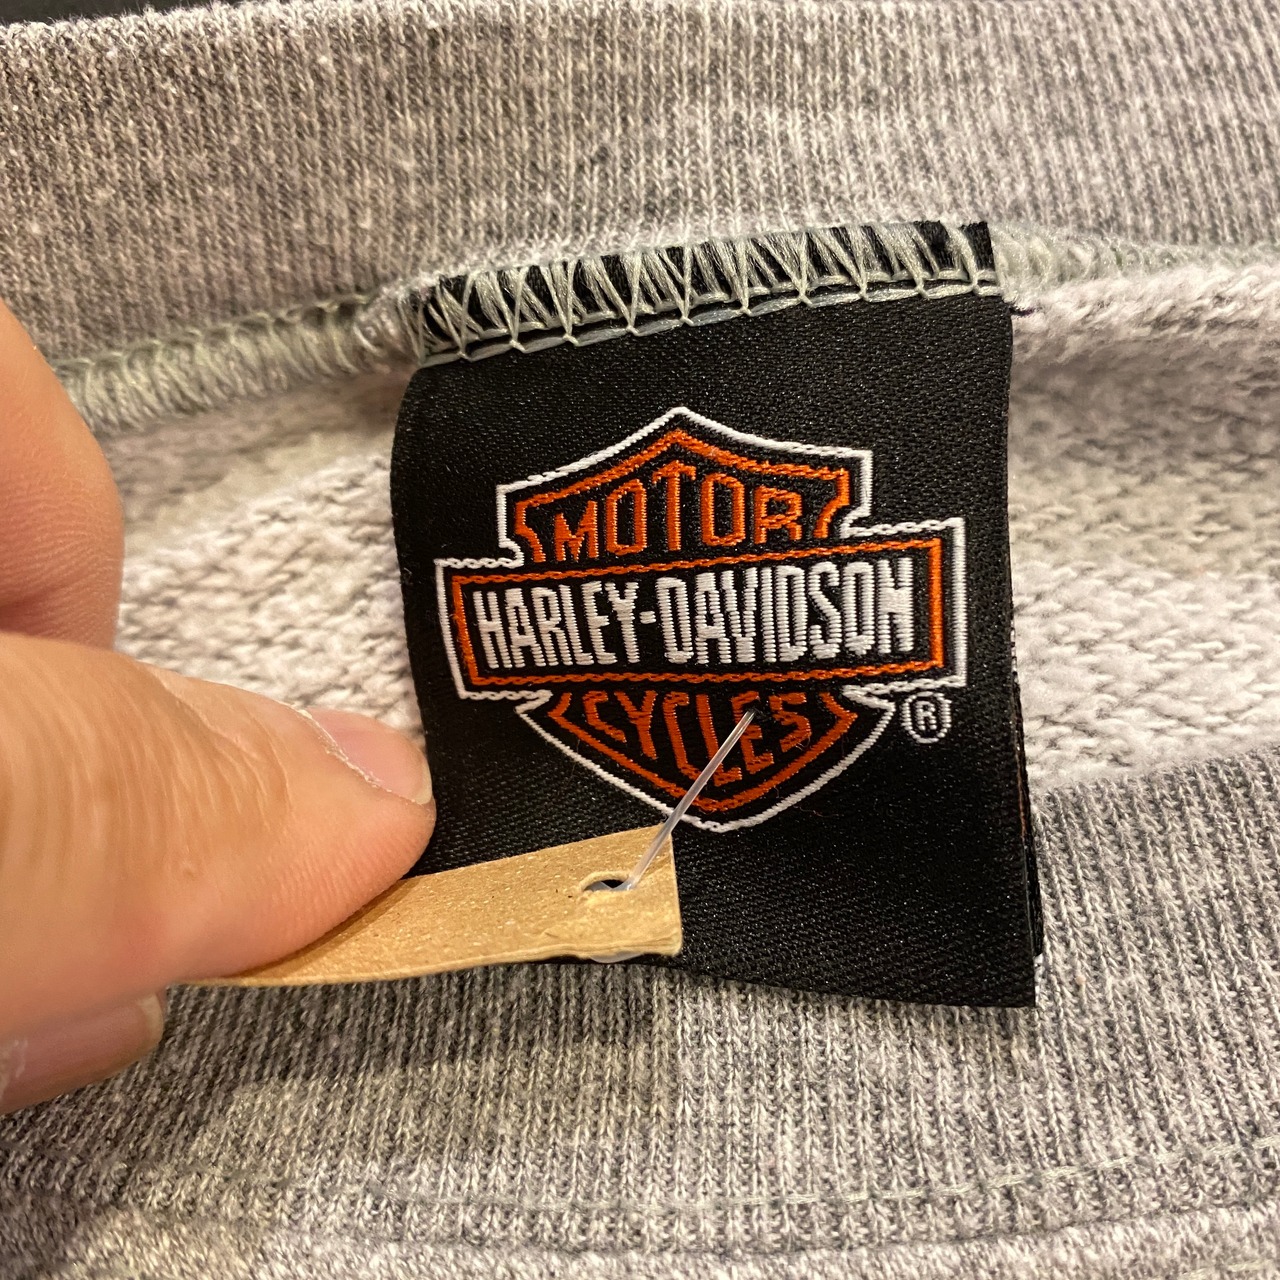 MOTOR
HARLEY-DAVIDSON
CYCLES
®